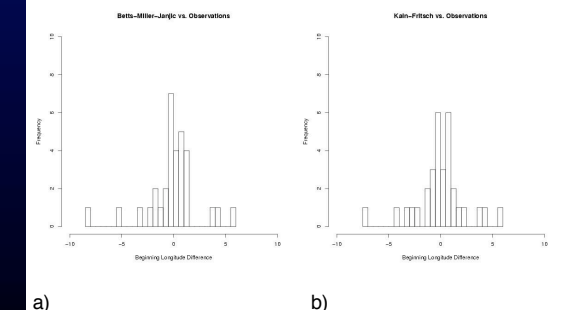 Betts-Miller-Janjic vs. Observations
Frequency
0
2
4
6
8
10
-10
-5
0
5
10
Beginning Longitude Difference
a)
Kain-Fritsch vs. Observations
Frequency
0
2
4
6
8
10
-10
-5
0
5
10
Beginning Longitude Difference
b)